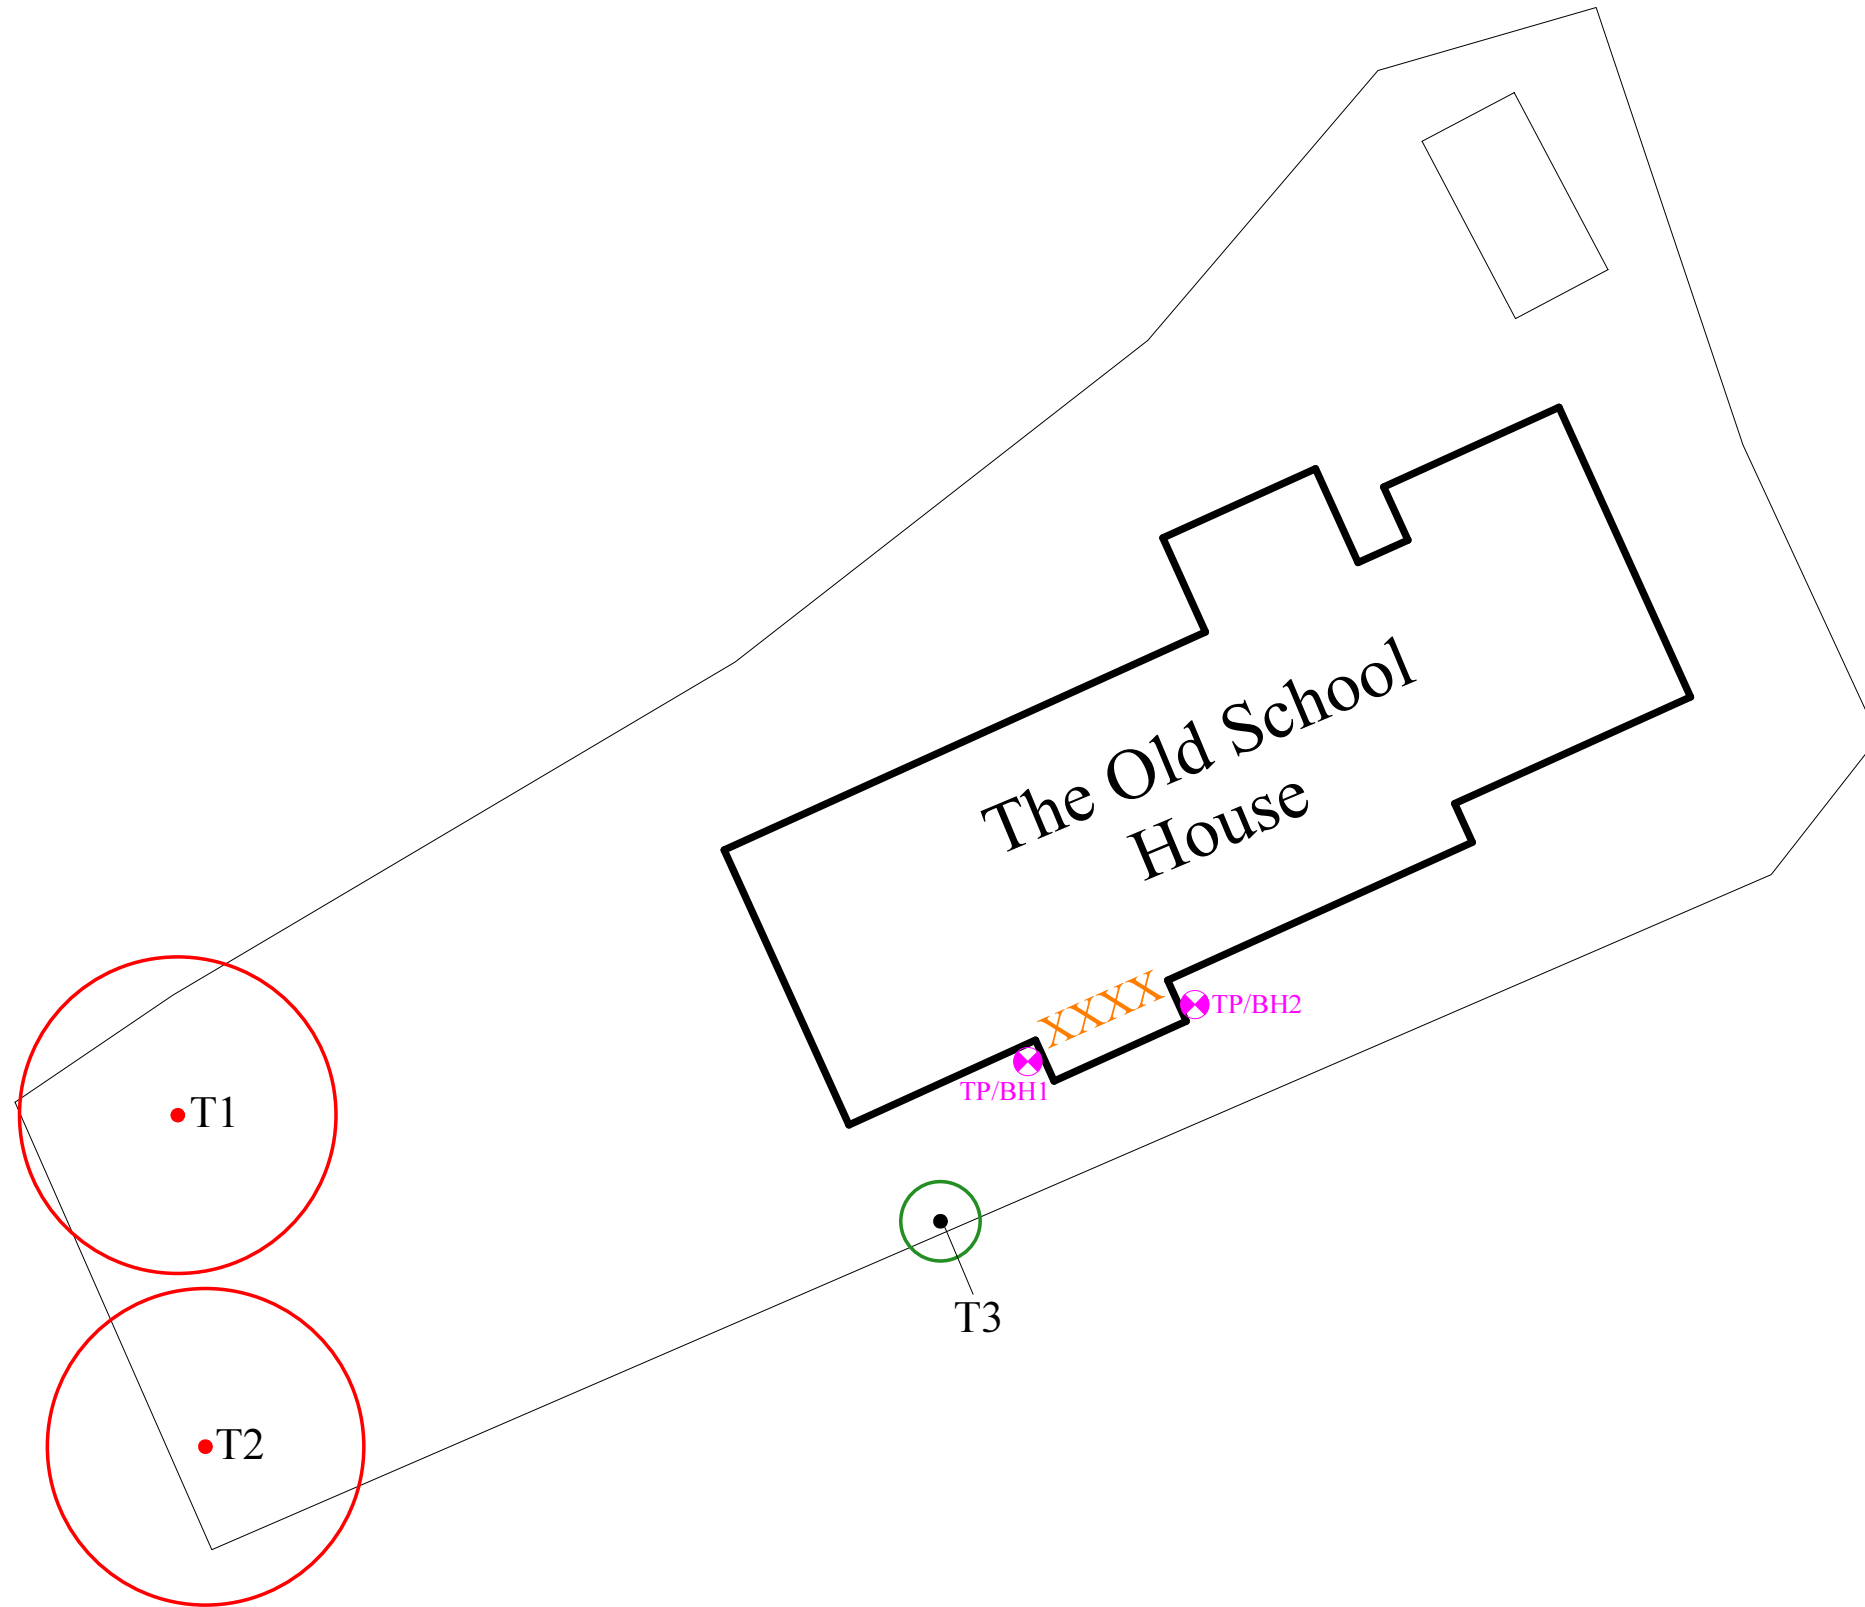 The Old School
House
XXXX
TP/BH2
TP/BH1
T1
T3
T2